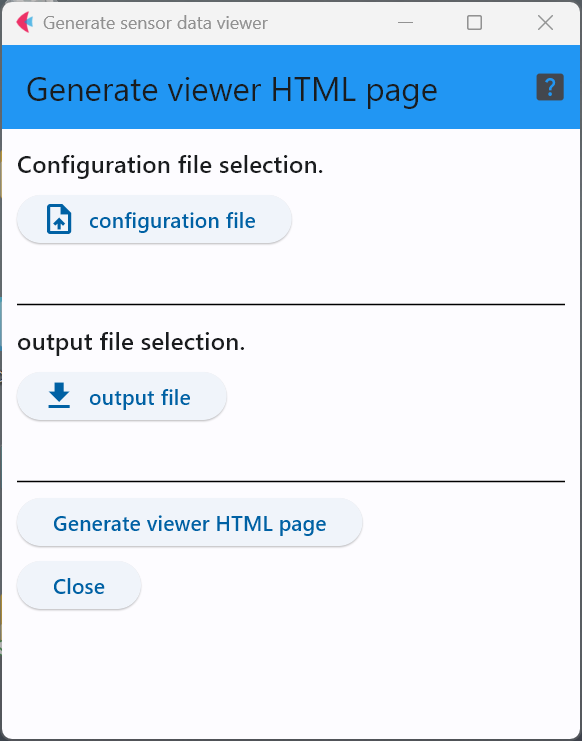 Generate sensor data viewer
Generate viewer HTML page
?
Configuration file selection.
configuration file
output file selection.
output file
Generate viewer HTML page
Close